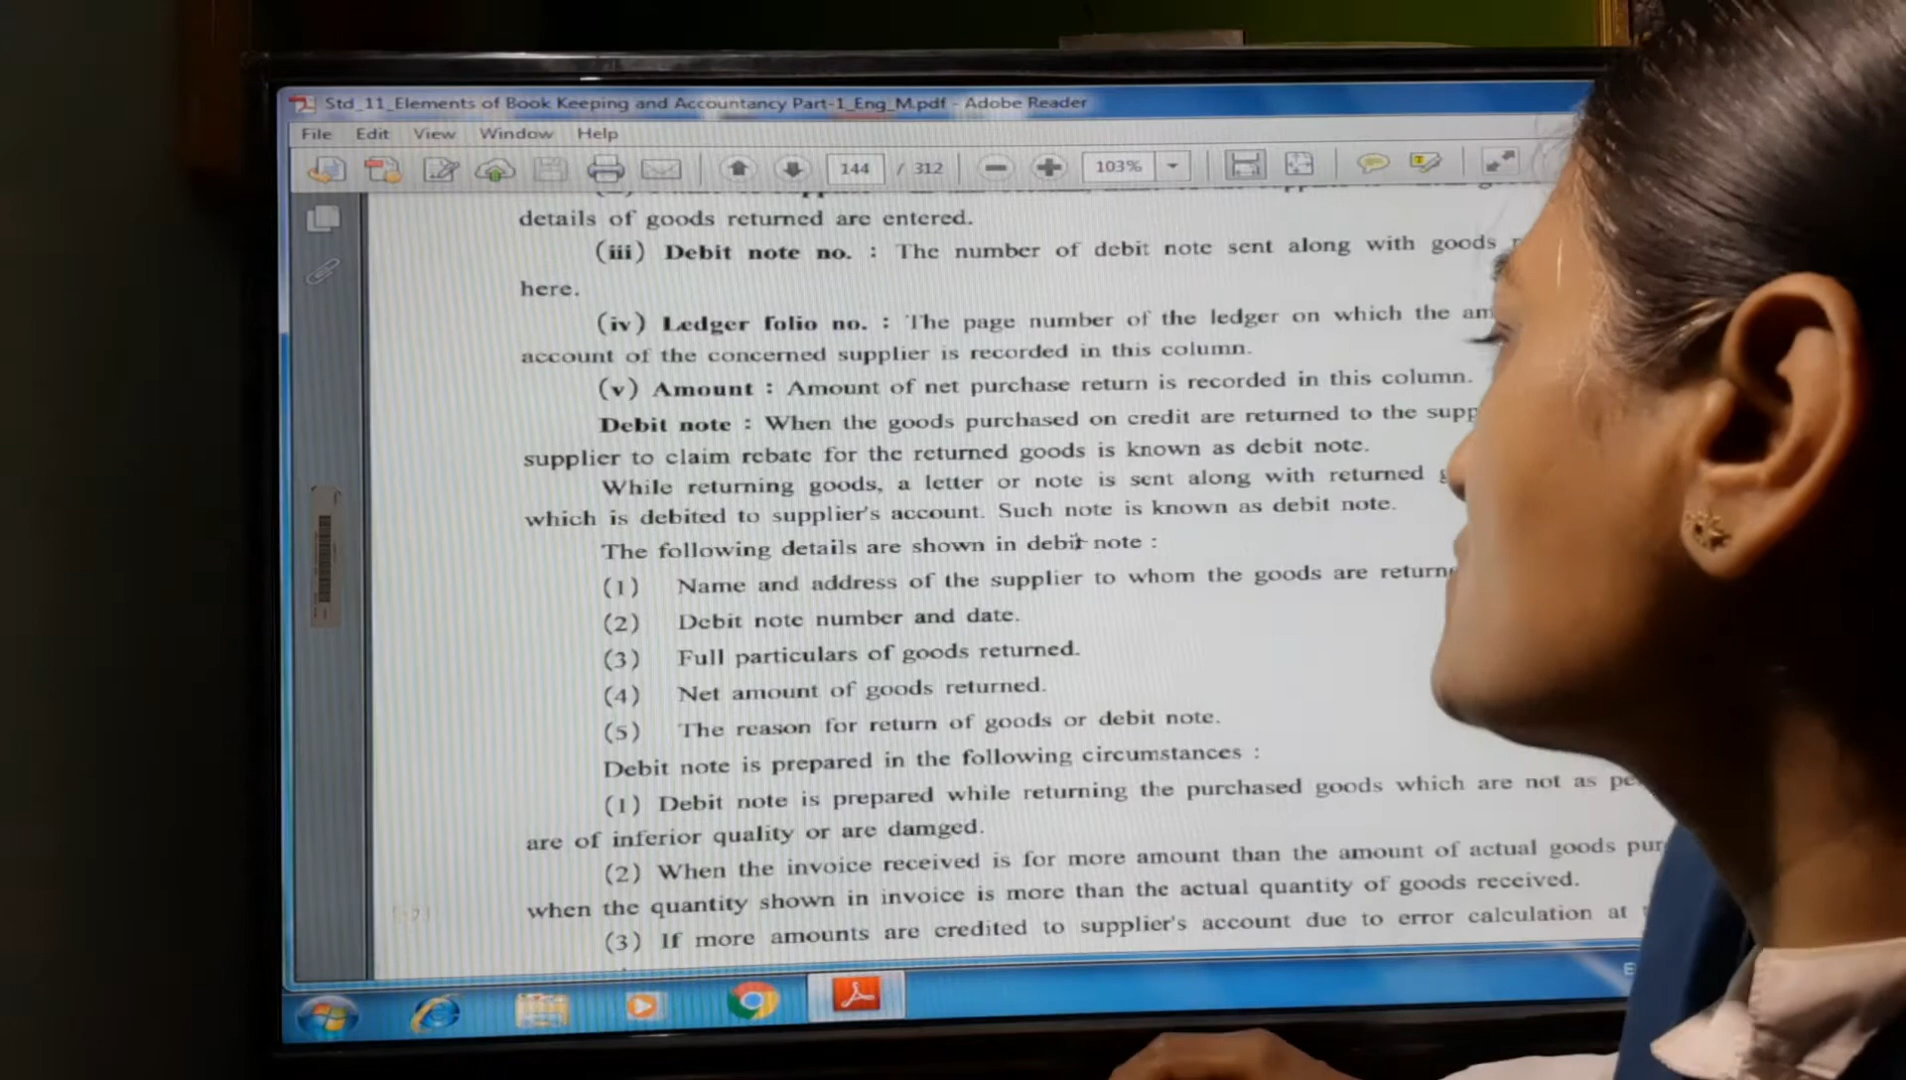 Std_11_Elements of Book Keeping and Accountancy Part-1_Eng_M.pdf - Adobe Reader
File Edit View Window Help
144 / 312 103%
details of goods returned are entered.
(iii) Debit note no. : The number of debit note sent along with goods
here.
(iv) Ledger folio no. : The page number of the ledger on which the
account of the concerned supplier is recorded in this column.
(v) Amount : Amount of net purchase return is recorded in this column.
Debit note : When the goods purchased on credit are returned to the
supplier to claim rebate for the returned goods is known as debit note.
While returning goods, a letter or note is sent along with returned
which is debited to supplier's account. Such note is known as debit note.
The following details are shown in debit note :
(1) Name and address of the supplier to whom the goods are
(2) Debit note number and date.
(3) Full particulars of goods returned.
(4) Net amount of goods returned.
(5) The reason for return of goods or debit note.
Debit note is prepared in the following circumstances :
(1) Debit note is prepared while returning the purchased goods which are not as
are of inferior quality or are damged.
(2) When the invoice received is for more amount than the amount of actual goods
when the quantity shown in invoice is more than the actual quantity of goods received.
(3) If more amounts are credited to supplier's account due to error calculation at